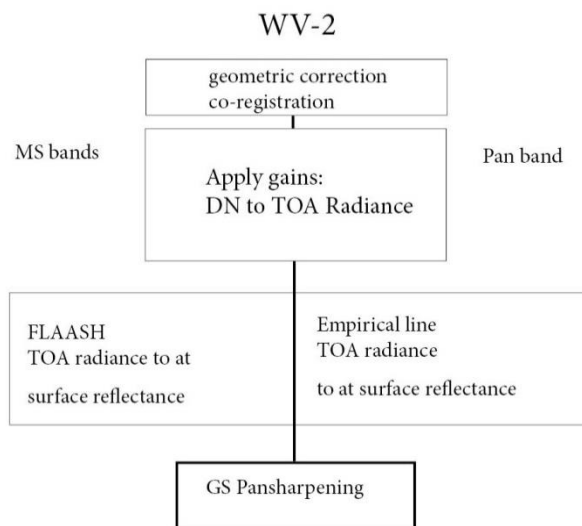 WV-2
geometric correction
co-registration
MS bands
Pan band
Apply gains:
DN to TOA Radiance
FLAASH
TOA radiance to at
surface reflectance
Empirical line
TOA radiance
to at surface reflectance
GS Pansharpening